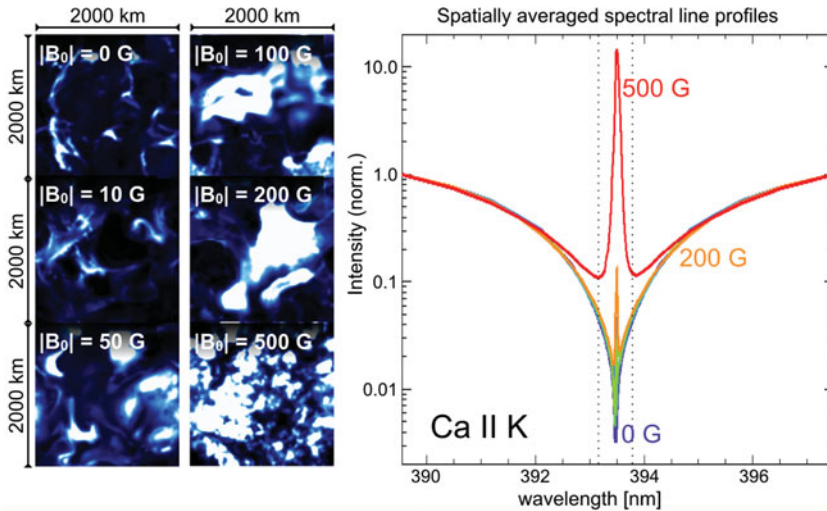 2000 km
2000 km
2000 km
2000 km
2000 km
|B₀| = 0 G
|B₀| = 100 G
|B₀| = 10 G
|B₀| = 200 G
|B₀| = 50 G
|B₀| = 500 G
Spatially averaged spectral line profiles
Intensity (norm.)
10.0
1.0
0.1
0.01
500 G
200 G
0 G
Ca II K
390
392
394
396
wavelength [nm]